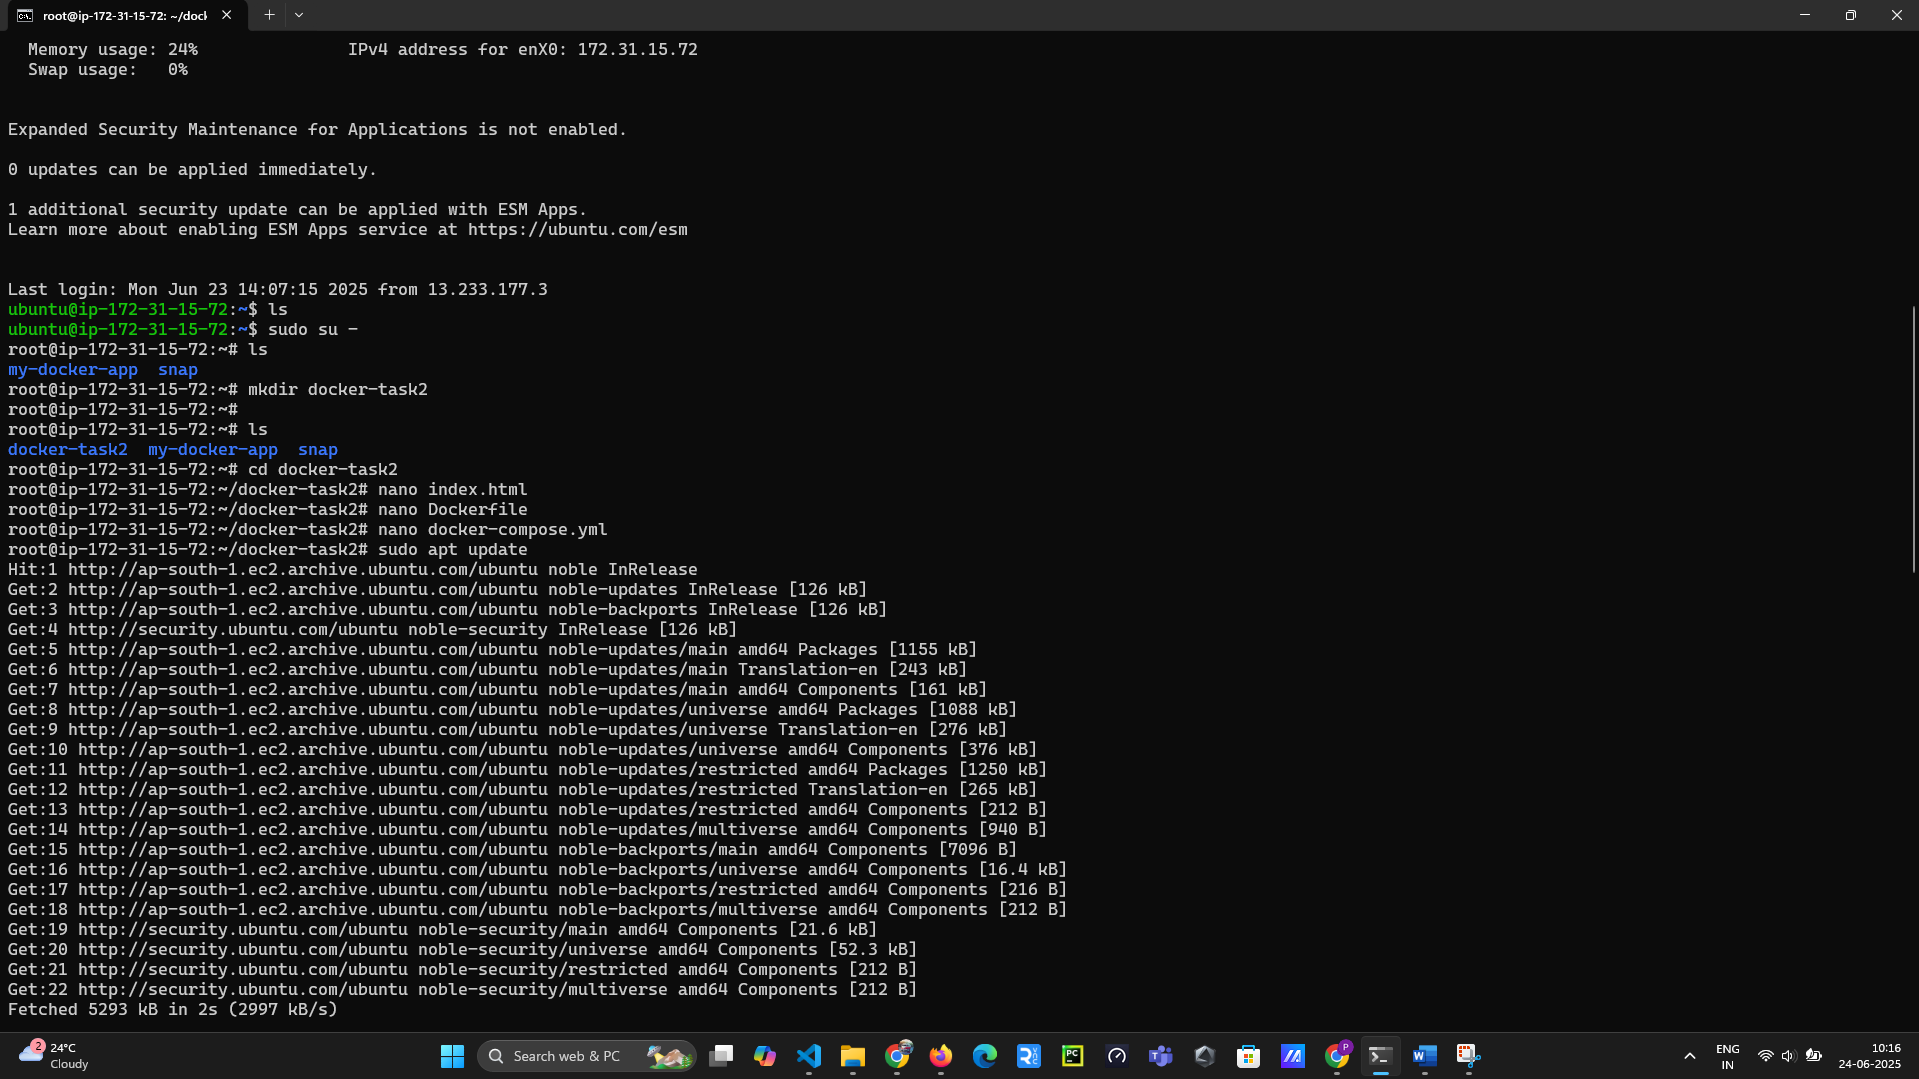 root@ip-172-31-15-72: ~/dock
Memory usage: 24% IPv4 address for enX0: 172.31.15.72
Swap usage: 0%
Expanded Security Maintenance for Applications is not enabled.
0 updates can be applied immediately.
1 additional security update can be applied with ESM Apps.
Learn more about enabling ESM Apps service at https://ubuntu.com/esm
Last login: Mon Jun 23 14:07:15 2025 from 13.233.177.3
ubuntu@ip-172-31-15-72:~$ ls
ubuntu@ip-172-31-15-72:~$ sudo su -
root@ip-172-31-15-72:~# ls
my-docker-app snap
root@ip-172-31-15-72:~# mkdir docker-task2
root@ip-172-31-15-72:~#
root@ip-172-31-15-72:~# ls
docker-task2 my-docker-app snap
root@ip-172-31-15-72:~# cd docker-task2
root@ip-172-31-15-72:~/docker-task2# nano index.html
root@ip-172-31-15-72:~/docker-task2# nano Dockerfile
root@ip-172-31-15-72:~/docker-task2# nano docker-compose.yml
root@ip-172-31-15-72:~/docker-task2# sudo apt update
Hit:1 http://ap-south-1.ec2.archive.ubuntu.com/ubuntu noble InRelease
Get:2 http://ap-south-1.ec2.archive.ubuntu.com/ubuntu noble-updates InRelease [126 kB]
Get:3 http://ap-south-1.ec2.archive.ubuntu.com/ubuntu noble-backports InRelease [126 kB]
Get:4 http://security.ubuntu.com/ubuntu noble-security InRelease [126 kB]
Get:5 http://ap-south-1.ec2.archive.ubuntu.com/ubuntu noble-updates/main amd64 Packages [1155 kB]
Get:6 http://ap-south-1.ec2.archive.ubuntu.com/ubuntu noble-updates/main Translation-en [243 kB]
Get:7 http://ap-south-1.ec2.archive.ubuntu.com/ubuntu noble-updates/main amd64 Components [161 kB]
Get:8 http://ap-south-1.ec2.archive.ubuntu.com/ubuntu noble-updates/universe amd64 Packages [1088 kB]
Get:9 http://ap-south-1.ec2.archive.ubuntu.com/ubuntu noble-updates/universe Translation-en [276 kB]
Get:10 http://ap-south-1.ec2.archive.ubuntu.com/ubuntu noble-updates/universe amd64 Components [376 kB]
Get:11 http://ap-south-1.ec2.archive.ubuntu.com/ubuntu noble-updates/restricted amd64 Packages [1250 kB]
Get:12 http://ap-south-1.ec2.archive.ubuntu.com/ubuntu noble-updates/restricted Translation-en [265 kB]
Get:13 http://ap-south-1.ec2.archive.ubuntu.com/ubuntu noble-updates/restricted amd64 Components [212 B]
Get:14 http://ap-south-1.ec2.archive.ubuntu.com/ubuntu noble-updates/multiverse amd64 Components [940 B]
Get:15 http://ap-south-1.ec2.archive.ubuntu.com/ubuntu noble-backports/main amd64 Components [7096 B]
Get:16 http://ap-south-1.ec2.archive.ubuntu.com/ubuntu noble-backports/universe amd64 Components [16.4 kB]
Get:17 http://ap-south-1.ec2.archive.ubuntu.com/ubuntu noble-backports/restricted amd64 Components [216 B]
Get:18 http://ap-south-1.ec2.archive.ubuntu.com/ubuntu noble-backports/multiverse amd64 Components [212 B]
Get:19 http://security.ubuntu.com/ubuntu noble-security/main amd64 Components [21.6 kB]
Get:20 http://security.ubuntu.com/ubuntu noble-security/universe amd64 Components [52.3 kB]
Get:21 http://security.ubuntu.com/ubuntu noble-security/restricted amd64 Components [212 B]
Get:22 http://security.ubuntu.com/ubuntu noble-security/multiverse amd64 Components [212 B]
Fetched 5293 kB in 2s (2997 kB/s)
2
24°C
Cloudy
Search web & PC
PC
P
W
ENG
IN
10:16
24-06-2025